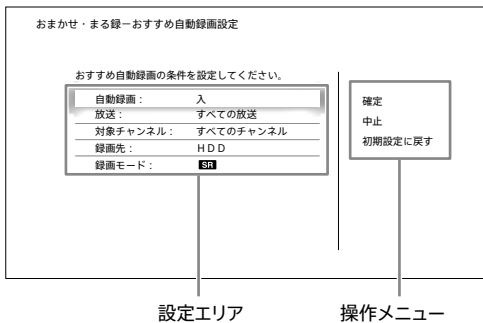 おまかせ・まる録－おすすめ自動録画設定
おすすめ自動録画の条件を設定してください。
自動録画： 入
放送： すべての放送
対象チャンネル： すべてのチャンネル
録画先： HDD
録画モード： SR
確定
中止
初期設定に戻す
設定エリア
操作メニュー